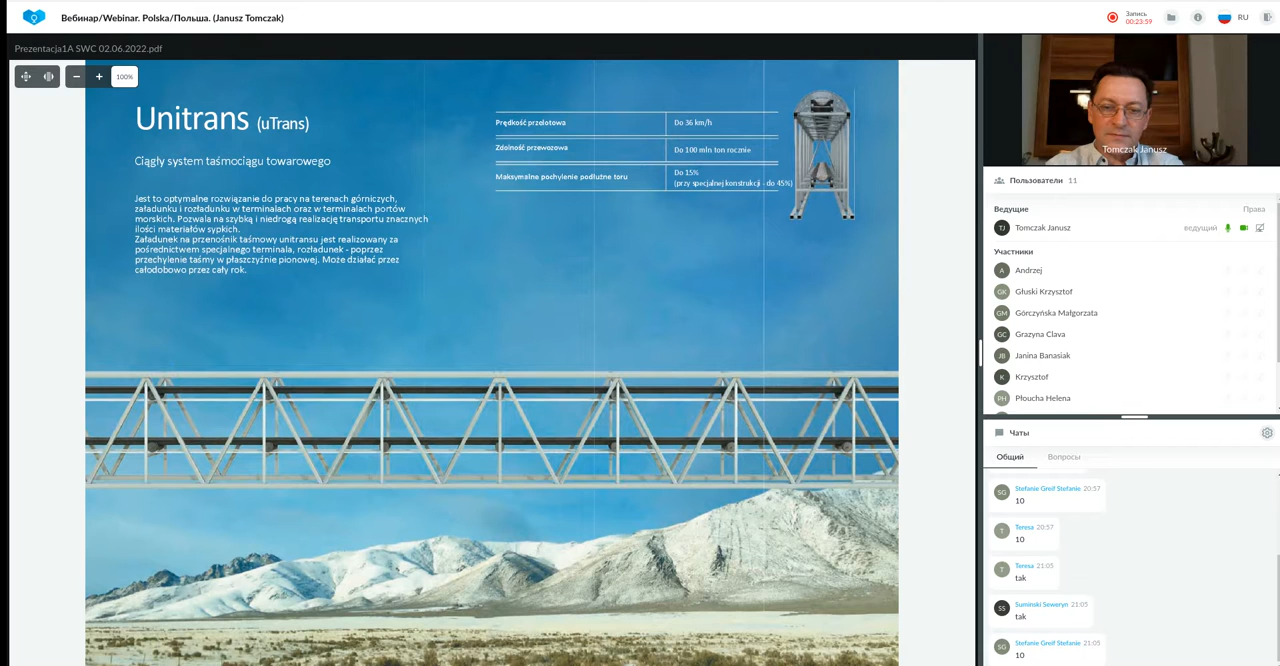 Вебинар/Webinar. Polska/Польша. (Janusz Tomczak)
Запись
00:23:59
RU
Prezentacja1A SWC 02.06.2022.pdf
100%
Unitrans (uTrans)
Ciągły system taśmociągu towarowego
Jest to optymalne rozwiązanie do pracy na terenach górniczych,
załadunku i rozładunku w terminalach oraz w terminalach portów
morskich. Pozwala na szybką i niedrogą realizację transportu znacznych
ilości materiałów sypkich.
Załadunek na przenośnik taśmowy unitransu jest realizowany za
pośrednictwem specjalnego terminala, rozładunek - poprzez
przechylenie taśmy w płaszczyźnie pionowej. Może działać przez
całodobowo przez cały rok.
Prędkość przelotowa
Do 36 km/h
Zdolność przewozowa
Do 100 mln ton rocznie
Maksymalne pochylenie podłużne toru
Do 15%
(przy specjalnej konstrukcji - do 45%)
Tomczak Janusz
Пользователи 11
Ведущие Права
TJ Tomczak Janusz ведущий
Участники
A Andrzej
GK Głuski Krzysztof
GM Górczyńska Małgorzata
GC Grazyna Clava
JB Janina Banasiak
K Krzysztof
PH Płoucha Helena
Чаты
Общий Вопросы
SG Stefanie Greif Stefanie 20:57
10
T Teresa 20:57
10
T Teresa 21:05
tak
SS Suminski Seweryn 21:05
tak
SG Stefanie Greif Stefanie 21:05
10